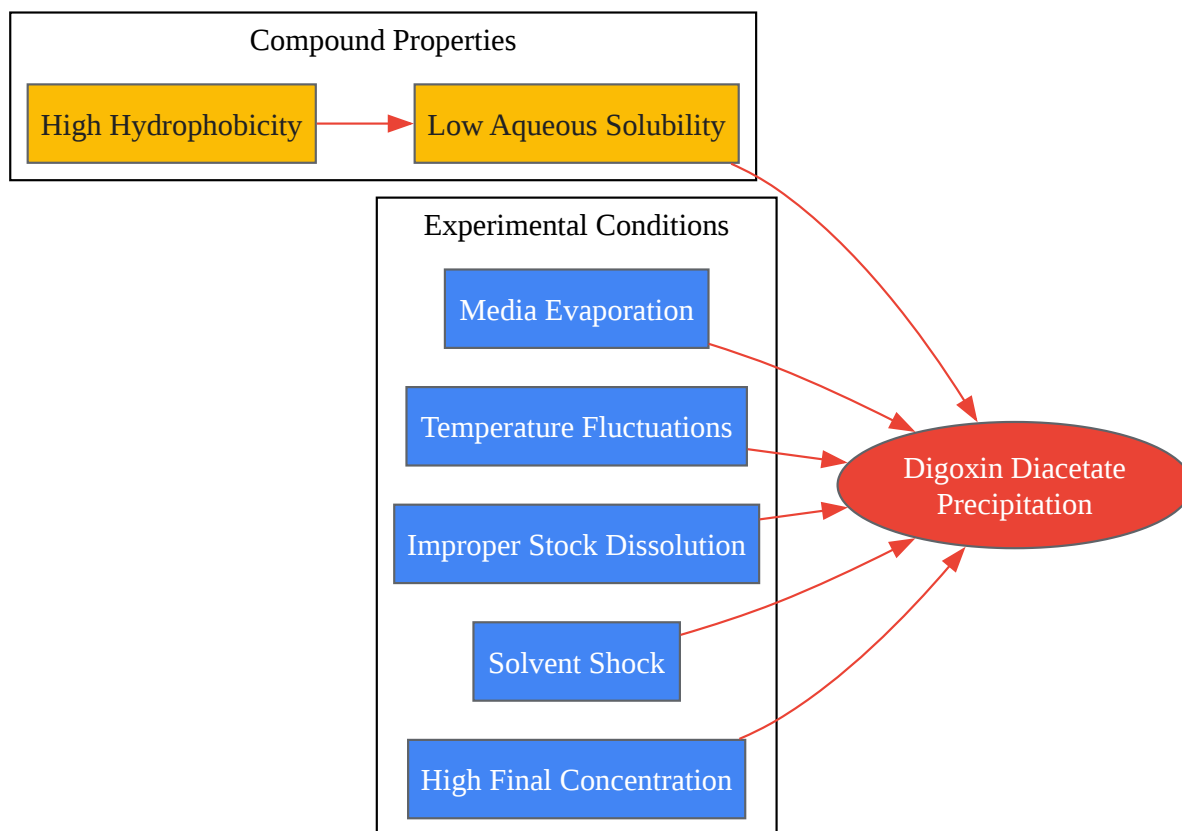 Compound Properties
High Hydrophobicity
Low Aqueous Solubility
Experimental Conditions
Media Evaporation
Temperature Fluctuations
Improper Stock Dissolution
Solvent Shock
High Final Concentration
Digoxin Diacetate
Precipitation